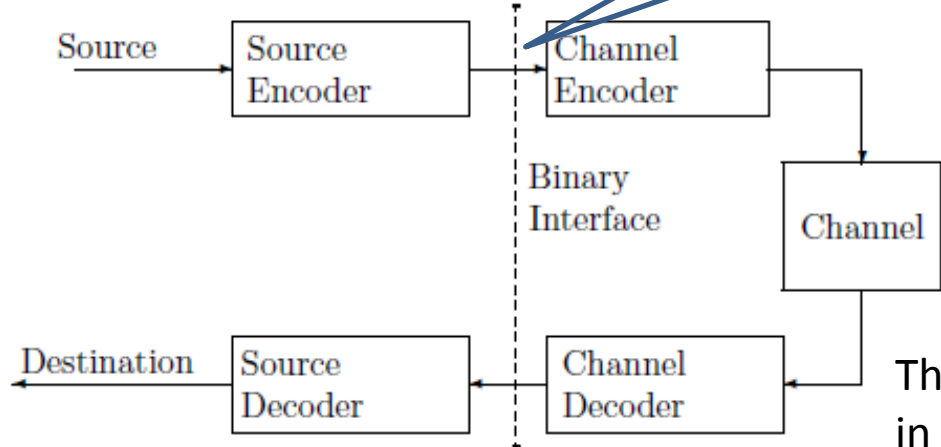 Source
Source
Encoder
Channel
Encoder
Binary
Interface
Channel
Destination
Source
Decoder
Channel
Decoder
Th
in